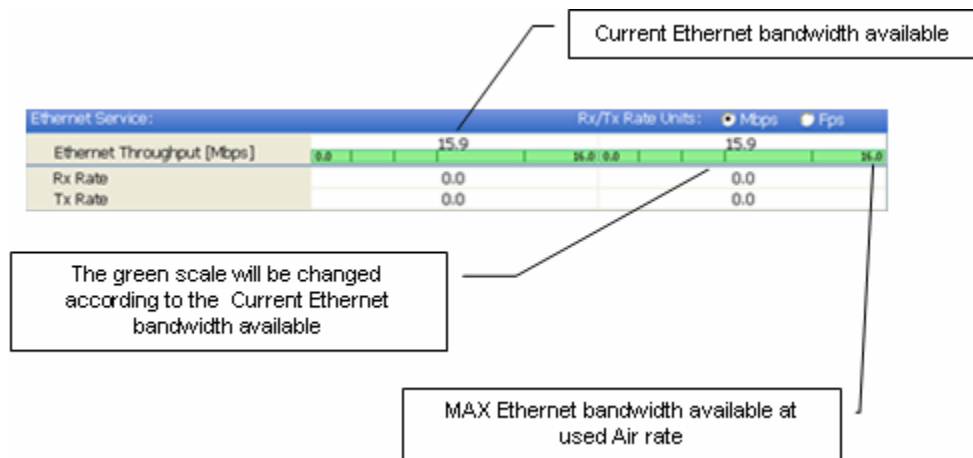 Current Ethernet bandwidth available
Ethernet Service: Rx/Tx Rate Units: Mbps Fps
Ethernet Throughput [Mbps] 15.9 15.9
0.0 16.0 0.0 16.0
Rx Rate 0.0 0.0
Tx Rate 0.0 0.0
The green scale will be changed
according to the Current Ethernet
bandwidth available
MAX Ethernet bandwidth available at
used Air rate